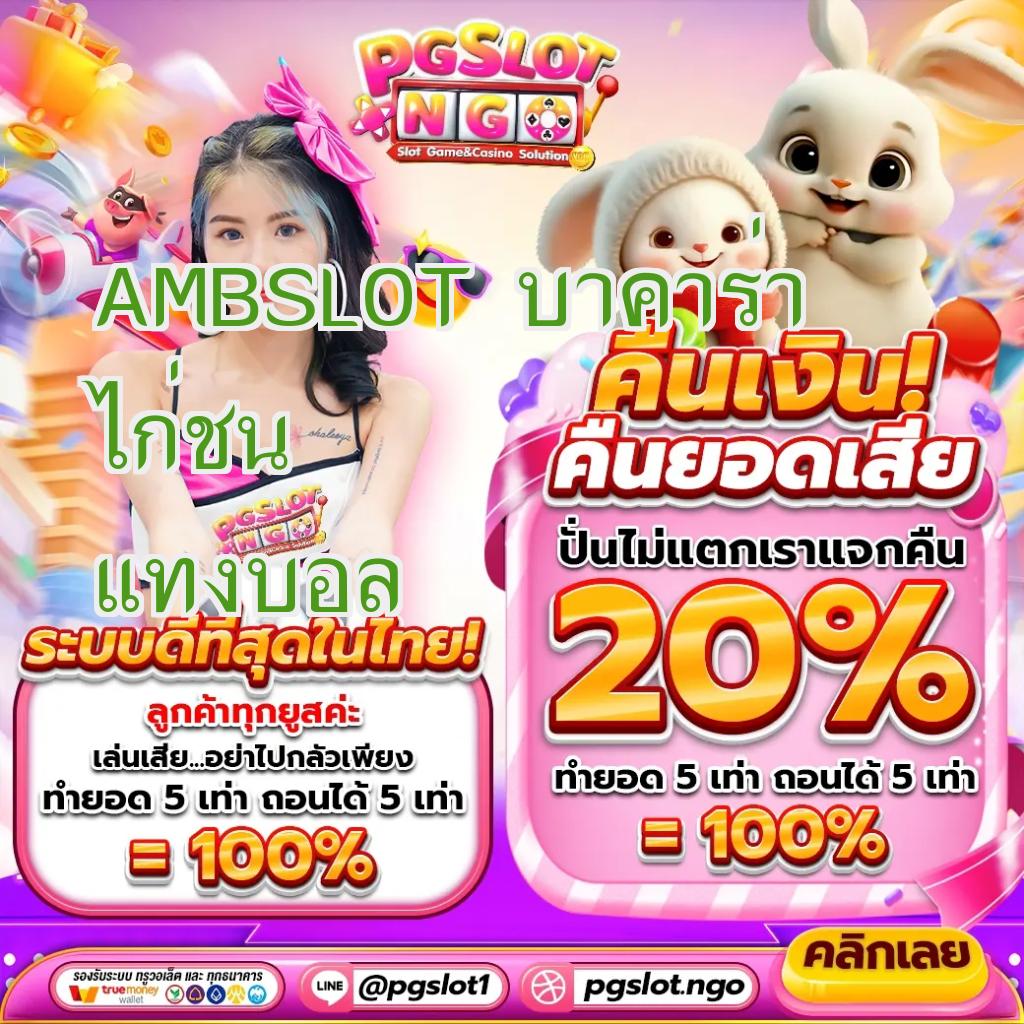 PGSLOT
NGO
Slot Game&Casino Solution
AMBSLOT บาคาร่า
ไก่ชน
แทงบอล
คืนเงิน!
คืนยอดเสีย
ปั่นไม่แตกเราแจกคืน
20%
ทำยอด 5 เท่า ถอนได้ 5 เท่า
= 100%
PGSLOT
NGO
ระบบดีที่สุดในไทย!
ลูกค้าทุกยูสค่ะ
เล่นเสีย...อย่าไปกลัวเพียง
ทำยอด 5 เท่า ถอนได้ 5 เท่า
= 100%
คลิกเลย
รองรับระบบ ทรูวอเล็ต และ ทุกธนาคาร
truemoney
wallet
LINE @pgslot1
pgslot.ngo